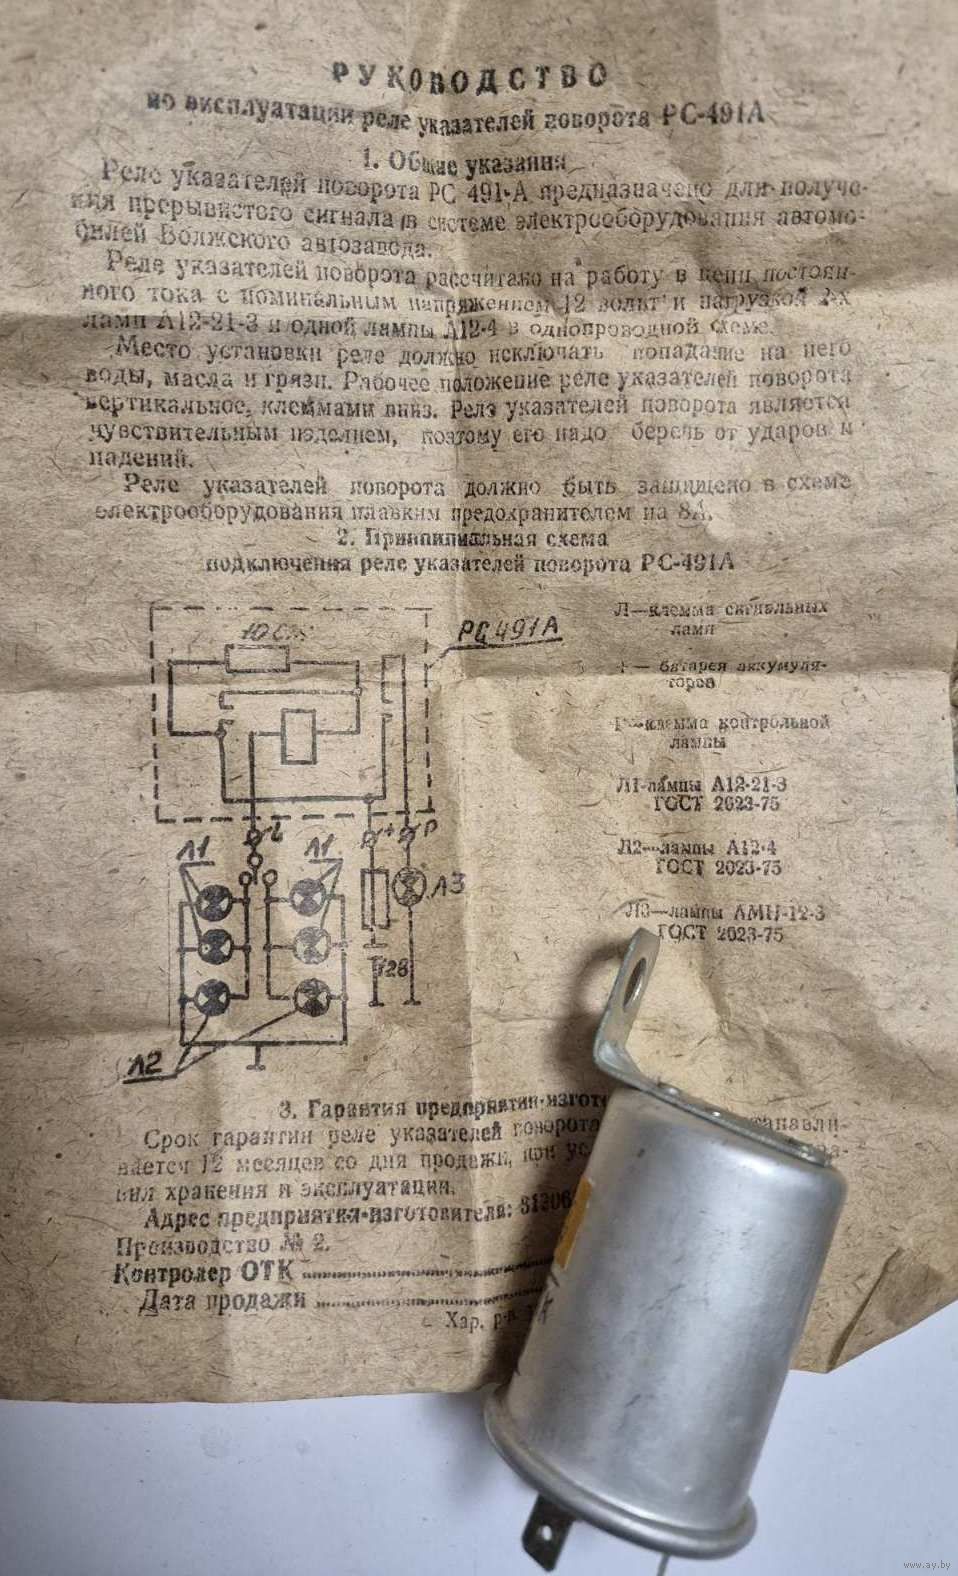 РУКОВОДСТВО
по эксплуатации реле указателей поворота РС-491А
1. Общие указания
Реле указателей поворота РС 491-А предназначено для получе-
ния прерывистого сигнала в системе электрооборудования автомо-
билей Волжского автозавода.
Реле указателей поворота рассчитано на работу в цепи постоян-
ного тока с номинальным напряжением 12 вольт и нагрузкой 2-х
ламп А12-21-3 и одной лампы А12-4 в однопроводной схеме.
Место установки реле должно исключать попадание на него
воды, масла и грязи. Рабочее положение реле указателей поворота
вертикальное, клеммами вниз. Реле указателей поворота является
чувствительным изделием, поэтому его надо беречь от ударов и
падений.
Реле указателей поворота должно быть защищено в схеме
электрооборудования плавким предохранителем на 8А.
2. Принципиальная схема
подключения реле указателей поворота РС-491А
РС 491А
Л—клемма сигнальных
ламп
+ — батарея аккумуля-
торов
Р—клемма контрольной
лампы
Л1-лампы А12-21-3
ГОСТ 2023-75
Л2—лампы А12-4
ГОСТ 2023-75
Л3—лампы АМН-12-3
ГОСТ 2023-75
+ Р
Л1 Л1
Л3
Л2
3. Гарантия предприятия-изгот
Срок гарантии реле указателей поворота станавли-
вается 12 месяцев со дня продажи, при ус
вил хранения и эксплуатации.
Адрес предприятия-изготовителя:
Производство № 2.
Контролер ОТК
Дата продажи
Хар.
www.ay.by